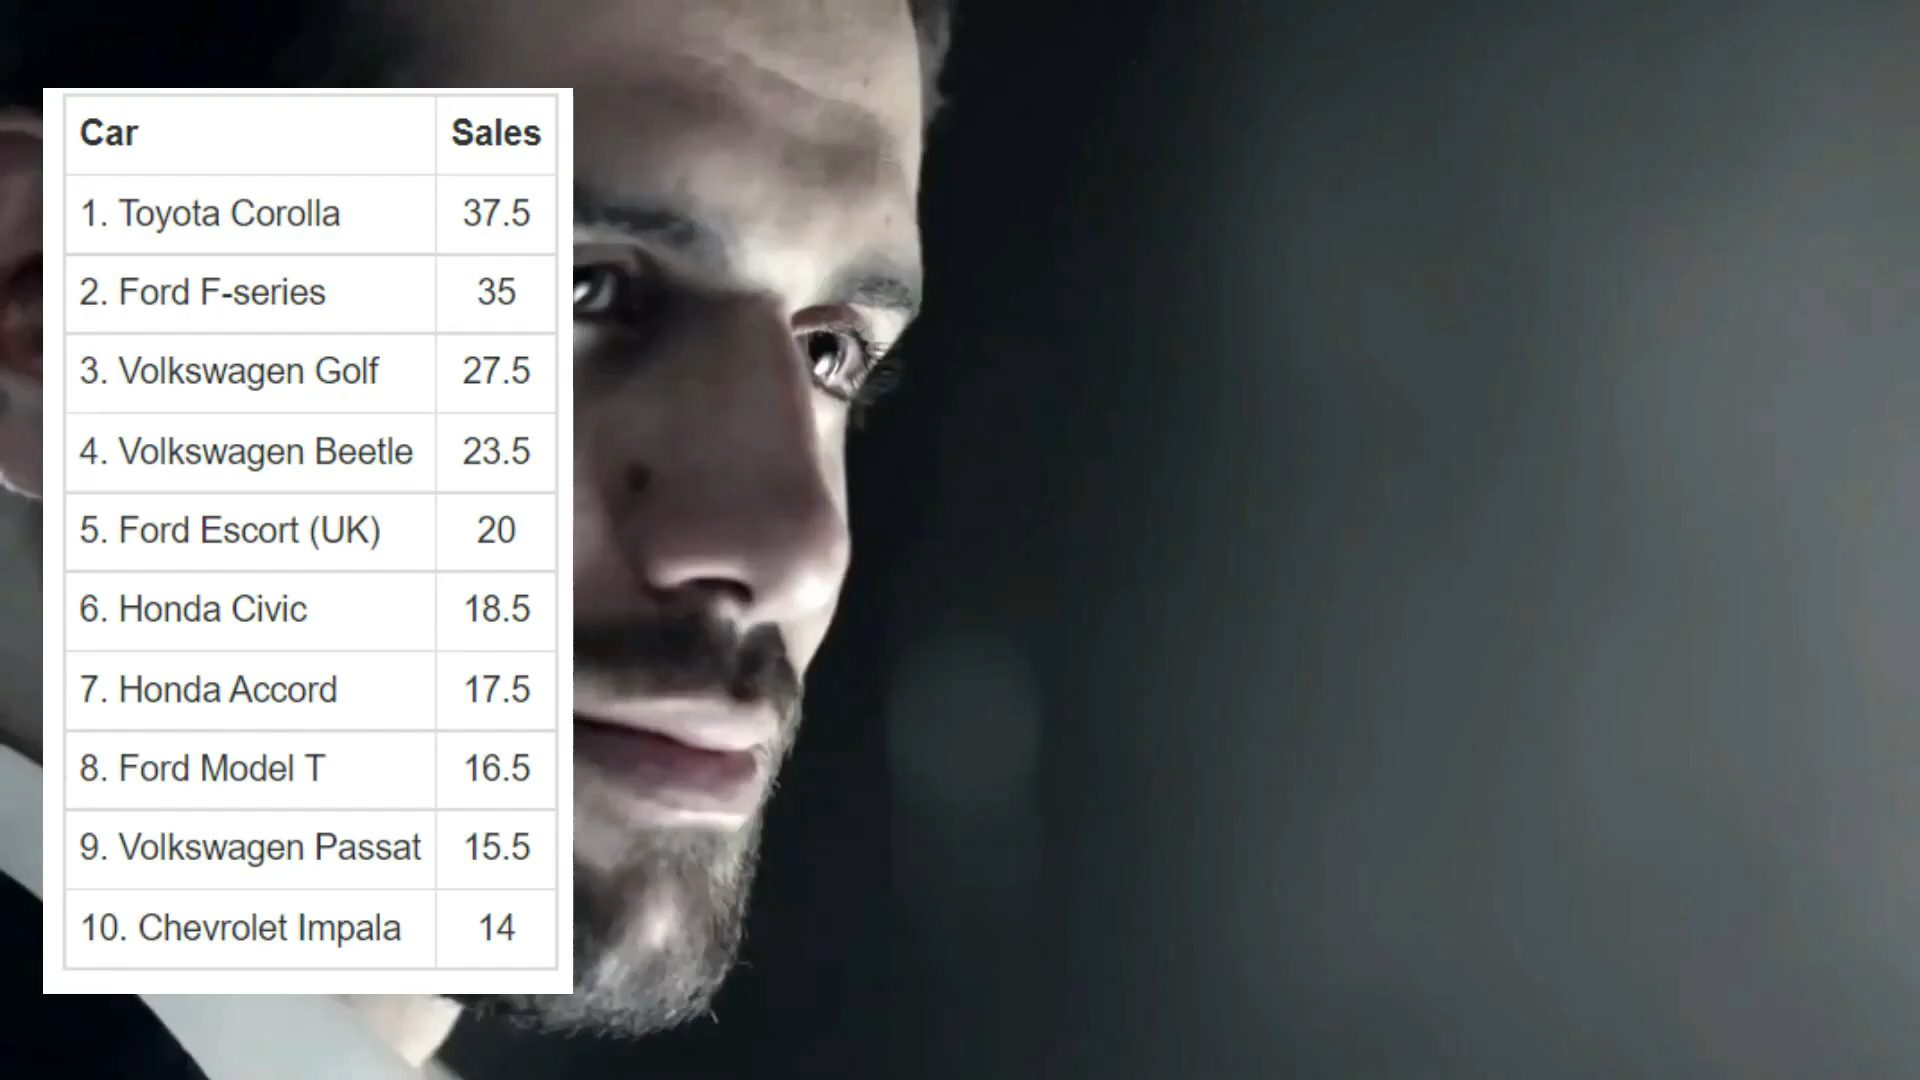 Car Sales
1. Toyota Corolla 37.5
2. Ford F-series 35
3. Volkswagen Golf 27.5
4. Volkswagen Beetle 23.5
5. Ford Escort (UK) 20
6. Honda Civic 18.5
7. Honda Accord 17.5
8. Ford Model T 16.5
9. Volkswagen Passat 15.5
10. Chevrolet Impala 14